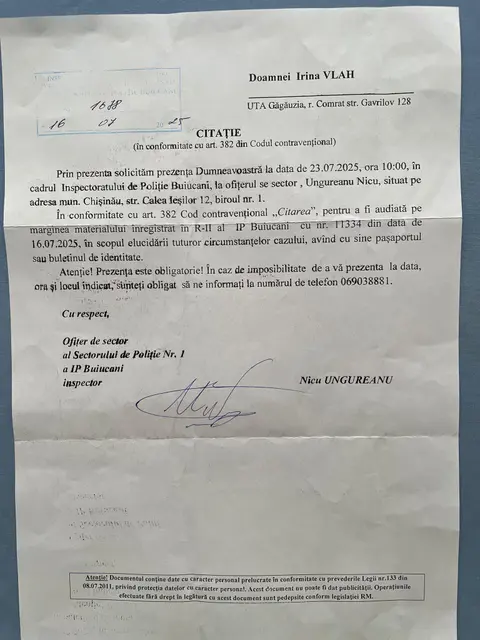 Doamnei Irina VLAH
UTA Găgăuzia, r. Comrat str. Gavrilov 128
1688
16 07 2025
CITAȚIE
(în conformitate cu art. 382 din Codul contravențional)
Prin prezenta solicităm prezența Dumneavoastră la data de 23.07.2025, ora 10:00, în
cadrul Inspectoratului de Poliție Buiucani, la ofițerul se sector , Ungureanu Nicu, situat pe
adresa mun. Chișinău, str. Calea Ieșilor 12, biroul nr. 1.
În conformitate cu art. 382 Cod contravențional „Citarea”, pentru a fi audiată pe
marginea materialului înregistrat în R-II al IP Buiucani cu nr. 11334 din data de
16.07.2025, în scopul elucidării tuturor circumstanțelor cazului, având cu sine pașaportul
sau buletinul de identitate.
Atenție! Prezența este obligatorie! În caz de imposibilitate de a vă prezenta la data,
ora și locul indicat, sunteți obligat să ne informați la numărul de telefon 069038881.
Cu respect,
Ofițer de sector
al Sectorului de Poliție Nr. 1
a IP Buiucani
inspector Nicu UNGUREANU
Atenție! Documentul conține date cu caracter personal prelucrate în conformitate cu prevederile Legii nr.133 din
08.07.2011, privind protecția datelor cu caracter personal. Acest document nu poate fi dat publicității. Operațiunile
efectuate fără drept în legătură cu acest document sunt pedepsite conform legislației RM.